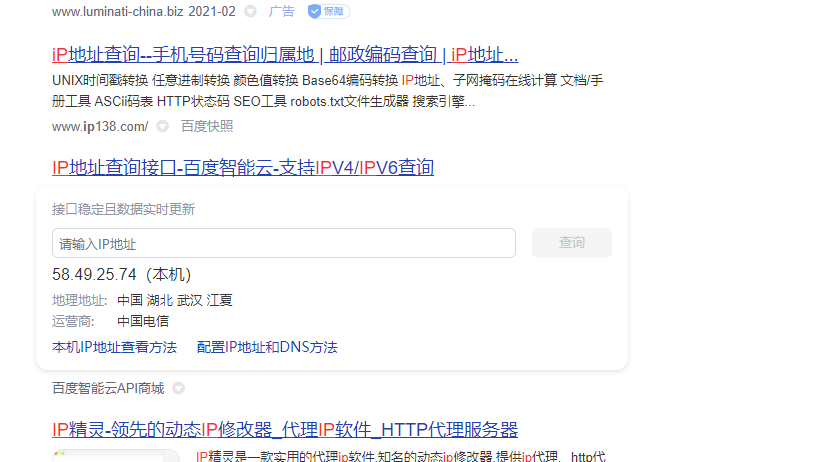 www.luminati-china.biz 2021-02 广告 保障
iP地址查询--手机号码查询归属地 | 邮政编码查询 | iP地址...
UNIX时间戳转换 任意进制转换 颜色值转换 Base64编码转换 IP地址、子网掩码在线计算 文档/手
册工具 ASCii码表 HTTP状态码 SEO工具 robots.txt文件生成器 搜索引擎...
www.ip138.com/ 百度快照
IP地址查询接口-百度智能云-支持IPV4/IPV6查询
接口稳定且数据实时更新
请输入IP地址 查询
58.49.25.74（本机）
地理地址: 中国 湖北 武汉 江夏
运营商: 中国电信
本机IP地址查看方法 配置IP地址和DNS方法
百度智能云API商城
IP精灵-领先的动态IP修改器_代理IP软件_HTTP代理服务器
IP精灵是一款实用的代理ip软件,知名的动态ip修改器,提供ip代理、http代